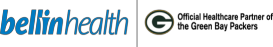 bellinhealth
G
Official Healthcare Partner of
the Green Bay Packers